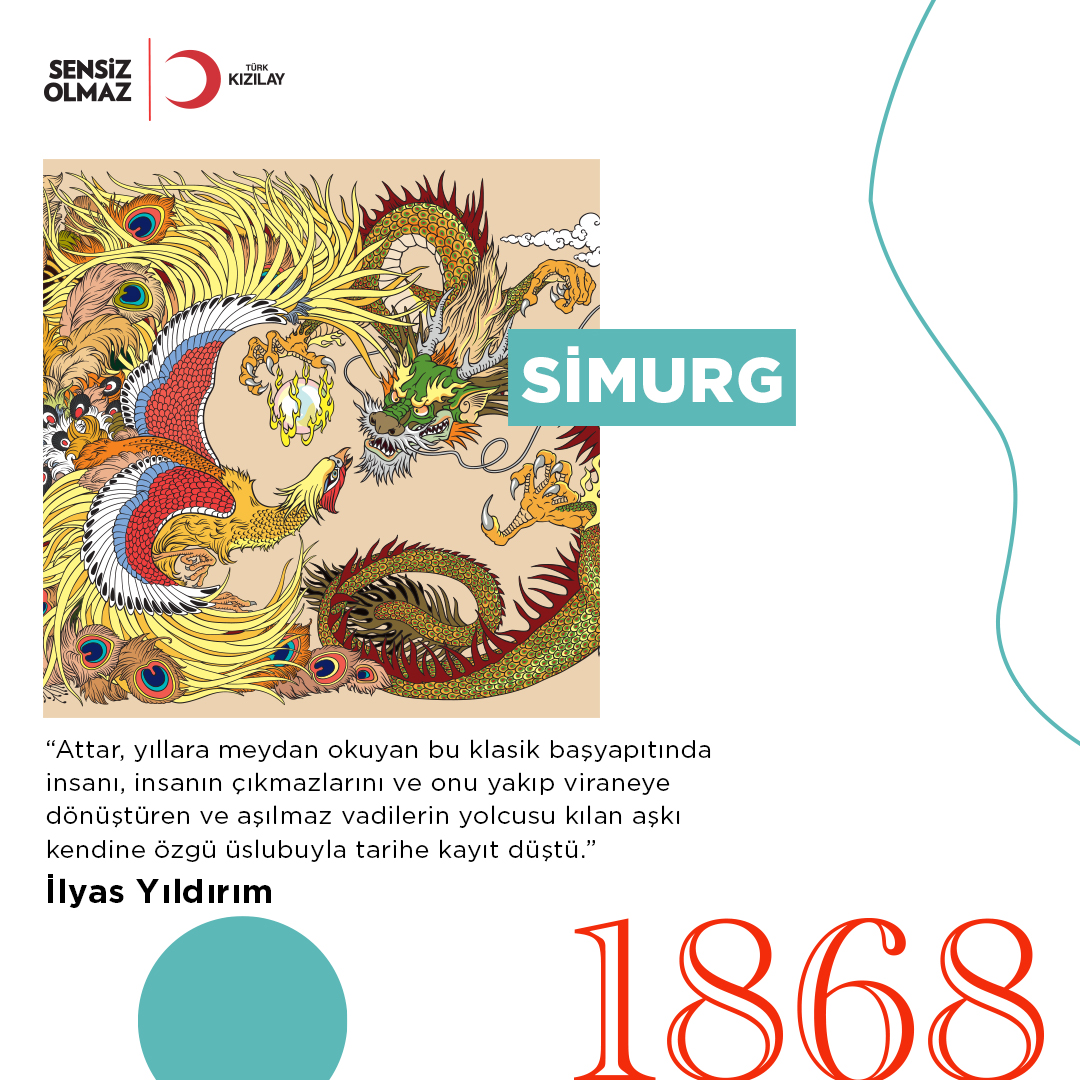 SENSİZ
OLMAZ
TÜRK
KIZILAY
SİMURG
“Attar, yıllara meydan okuyan bu klasik başyapıtında
insanı, insanın çıkmazlarını ve onu yakıp viraneye
dönüştüren ve aşılmaz vadilerin yolcusu kılan aşkı
kendine özgü üslubuyla tarihe kayıt düştü.”
İlyas Yıldırım
1868